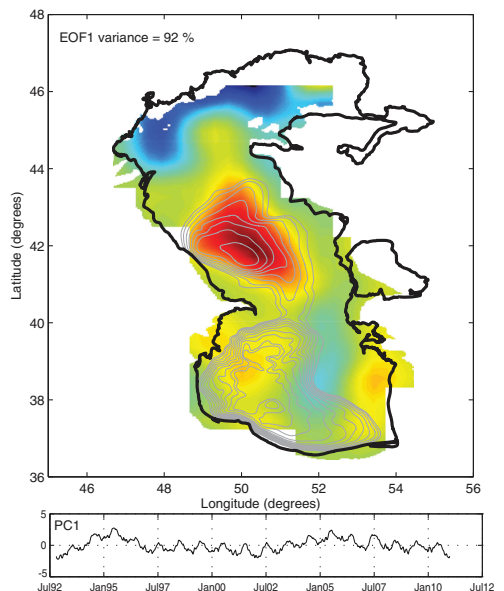 48
EOF1 variance = 92 %
46
44
42
40
38
36
Latitude (degrees)
46 48 50 52 54 56
Longitude (degrees)
5
PC1
0
−5
Jul92 Jan95 Jul97 Jan00 Jul02 Jan05 Jul07 Jan10 Jul12